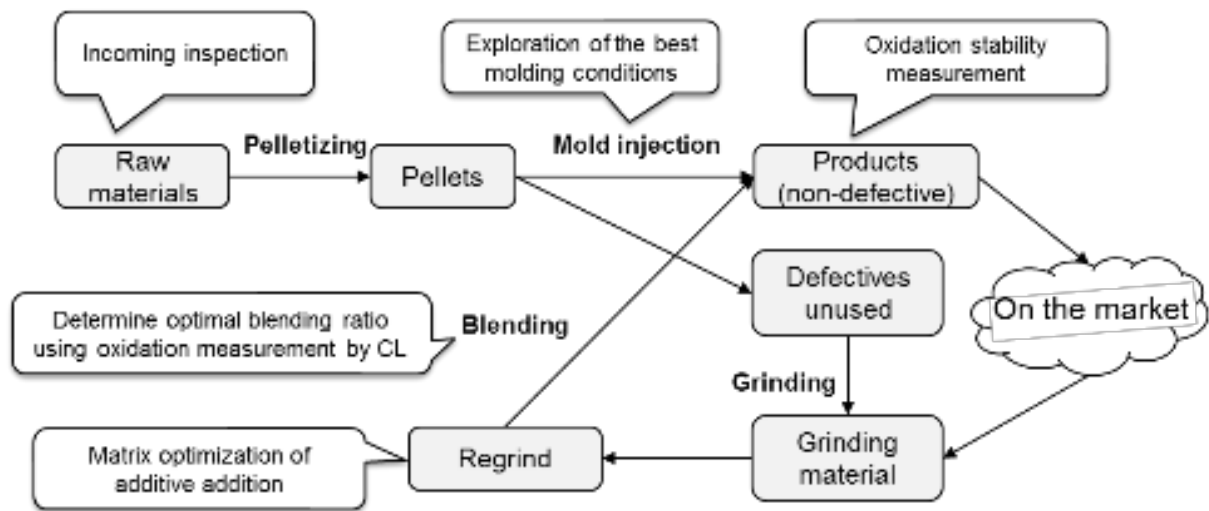 Incoming inspection
Exploration of the best
molding conditions
Oxidation stability
measurement
Pelletizing
Mold injection
Raw
materials
Pellets
Products
(non-defective)
Defectives
unused
On the market
Determine optimal blending ratio
using oxidation measurement by CL
Blending
Grinding
Matrix optimization of
additive addition
Regrind
Grinding
material